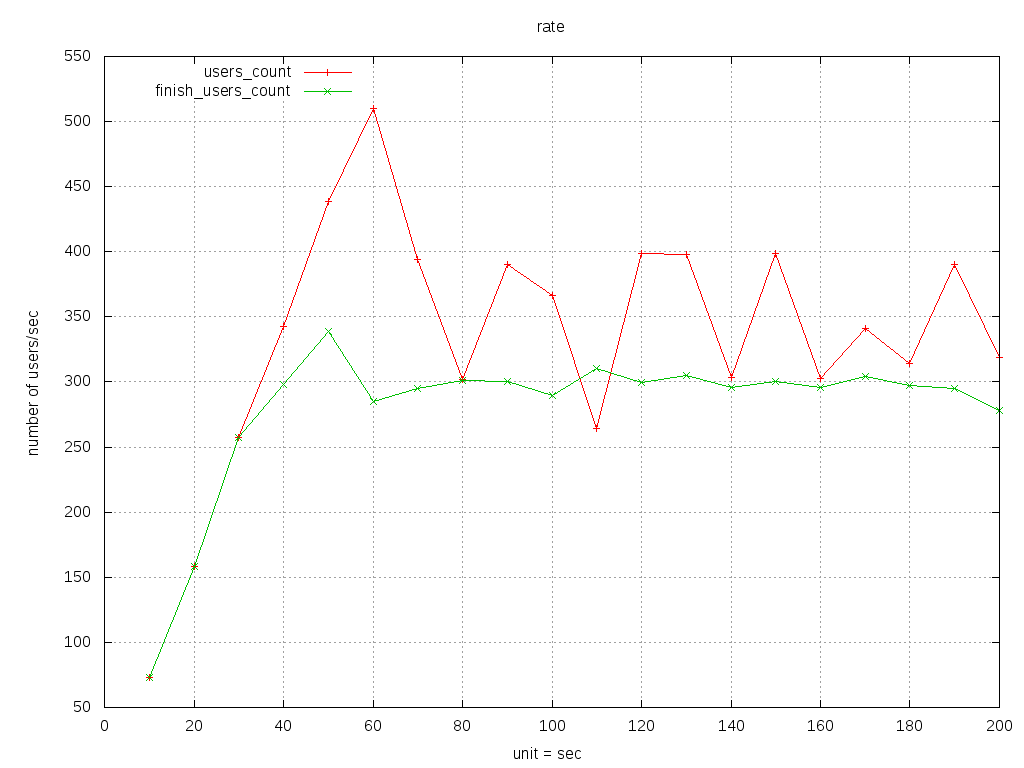 rate
users_count
finish_users_count
550
500
450
400
350
300
250
200
150
100
50
number of users/sec
0 20 40 60 80 100 120 140 160 180 200
unit = sec